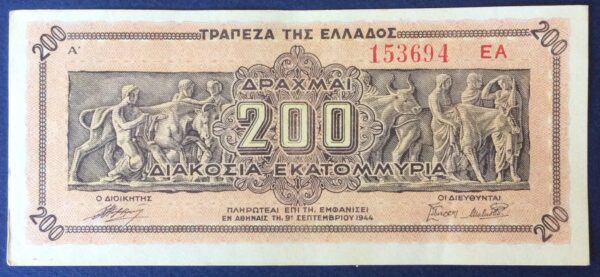 200 ΤΡΑΠΕΖΑ ΤΗΣ ΕΛΛΑΔΟΣ 200
Α' 153694 ΕΑ
ΔΡΑΧΜΑΙ
200
ΔΙΑΚΟΣΙΑ ΕΚΑΤΟΜΜΥΡΙΑ
Ο ΔΙΟΙΚΗΤΗΣ ΟΙ ΔΙΕΥΘΥΝΤΑΙ
ΠΛΗΡΩΤΕΑΙ ΕΠΙ ΤΗ, ΕΜΦΑΝΙΣΕΙ
ΕΝ ΑΘΗΝΑΙΣ ΤΗ, 9ῃ ΣΕΠΤΕΜΒΡΙΟΥ 1944
200 200